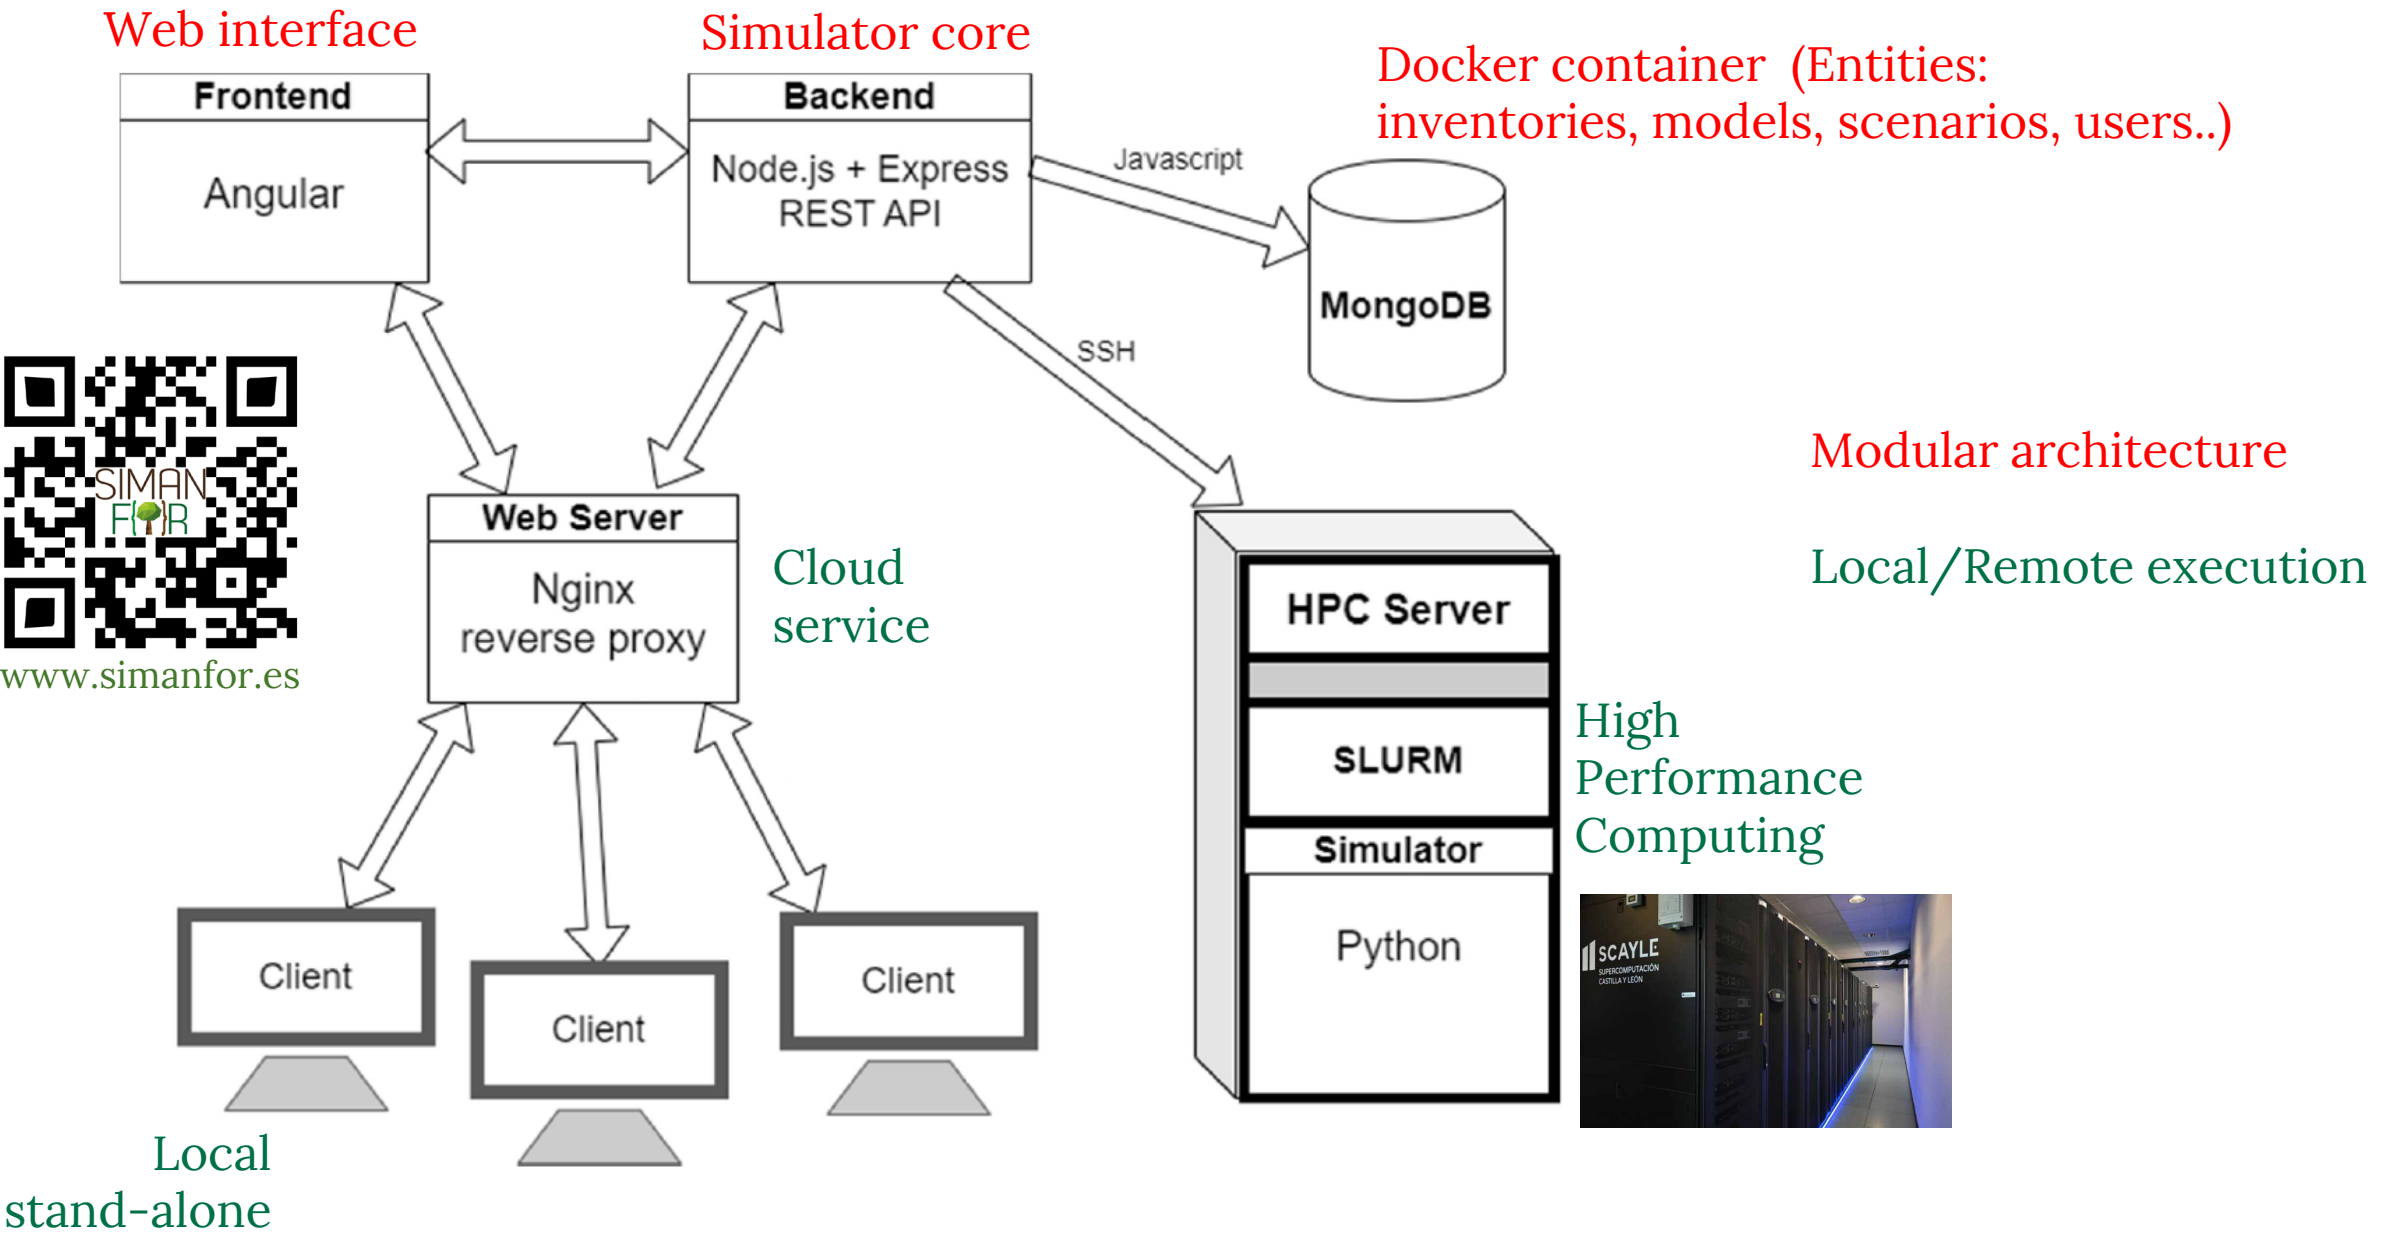 Web interface
Simulator core
Docker container (Entities:
inventories, models, scenarios, users..)
Frontend
Angular
Backend
Node.js + Express
REST API
Javascript
MongoDB
SSH
SIMAN
FOR
www.simanfor.es
Web Server
Nginx
reverse proxy
Cloud
service
Modular architecture
Local/Remote execution
HPC Server
SLURM
Simulator
Python
High
Performance
Computing
SCAYLE
SUPERCOMPUTACIÓN
CASTILLA Y LEÓN
Client
Client
Client
Local
stand-alone